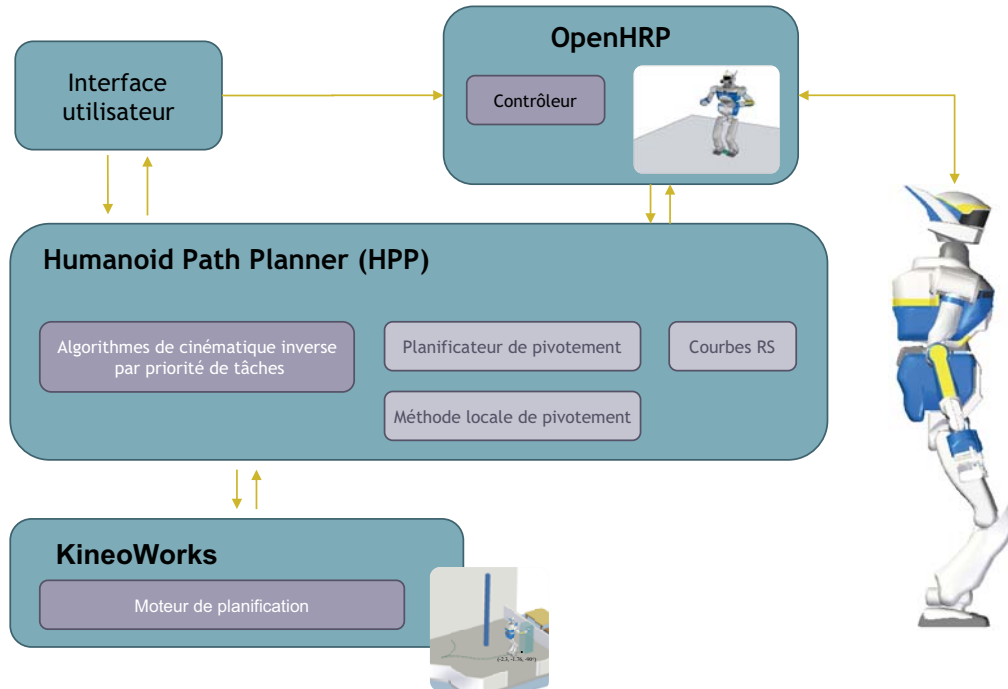 OpenHRP
Interface
utilisateur
Contrôleur
Humanoid Path Planner (HPP)
Algorithmes de cinématique inverse
par priorité de tâches
Planificateur de pivotement
Courbes RS
Méthode locale de pivotement
KineoWorks
Moteur de planification